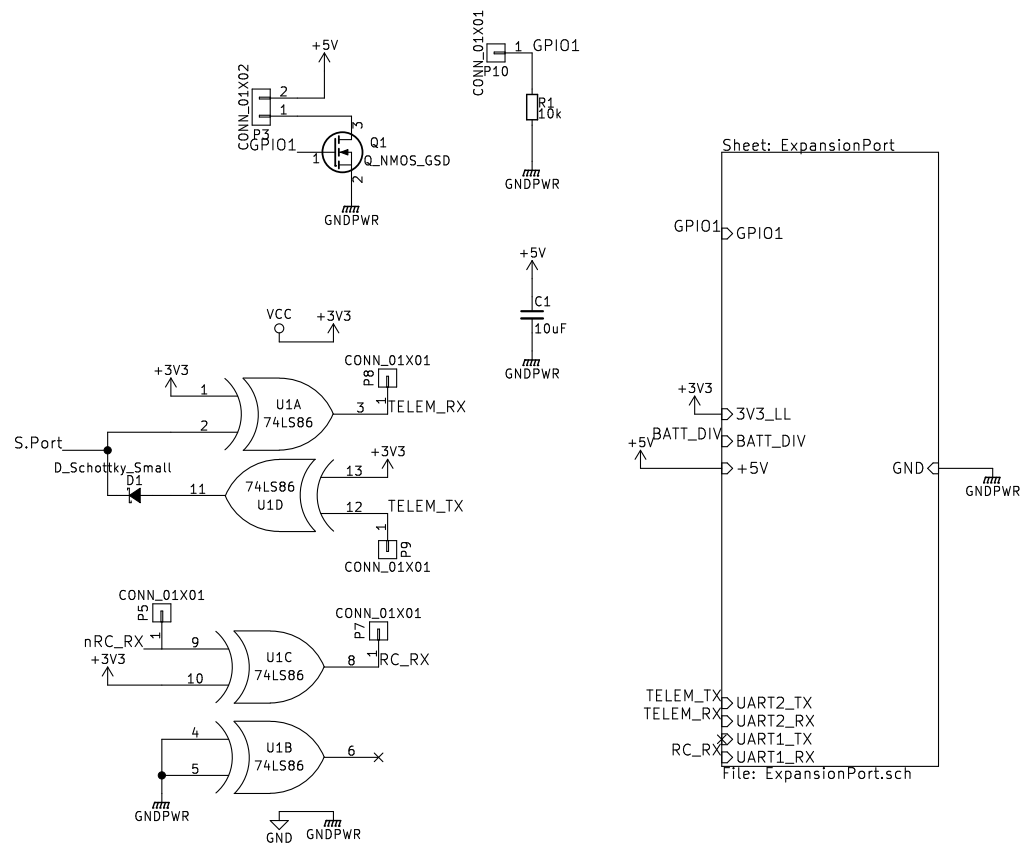 +5V
CONN_01X02
2
1
P3
GPIO1
1
3
2
Q1
Q_NMOS_GSD
GNDPWR
CONN_01X01
P10
1
GPIO1
R1
10k
GNDPWR
+5V
C1
10uF
GNDPWR
VCC
+3V3
+3V3
1
2
U1A
74LS86
3
CONN_01X01
P8
1
TELEM_RX
S.Port
D_Schottky_Small
D1
11
74LS86
U1D
13
12
+3V3
TELEM_TX
1
P9
CONN_01X01
CONN_01X01
P5
1
nRC_RX
+3V3
9
10
U1C
74LS86
8
CONN_01X01
P7
1
RC_RX
4
5
U1B
74LS86
6
GNDPWR
GND
GNDPWR
Sheet: ExpansionPort
GPIO1
GPIO1
+3V3
3V3_LL
BATT_DIV
BATT_DIV
+5V
+5V
GND
GNDPWR
TELEM_TX
UART2_TX
TELEM_RX
UART2_RX
UART1_TX
RC_RX
UART1_RX
File: ExpansionPort.sch